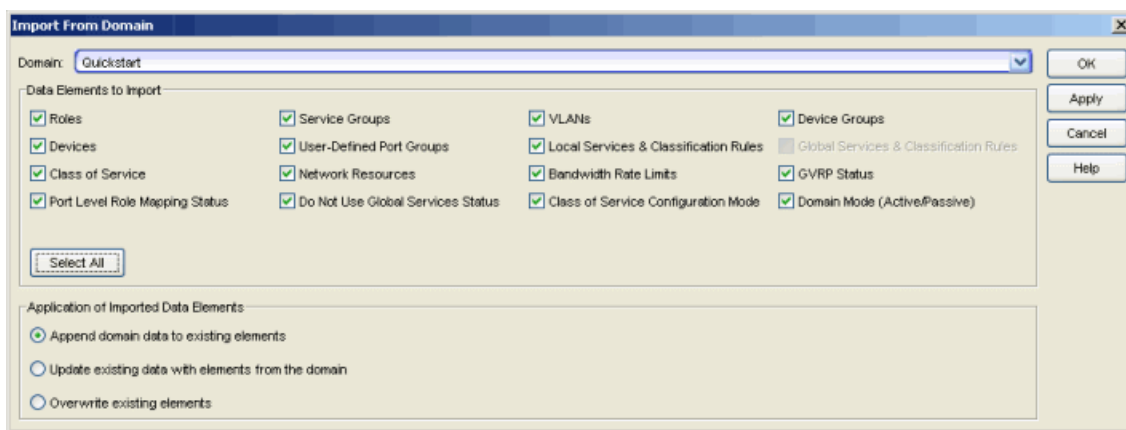 Import From Domain
Domain: Quickstart
OK
Data Elements to Import
Apply
Roles Service Groups VLANs Device Groups
Cancel
Devices User-Defined Port Groups Local Services & Classification Rules Global Services & Classification Rules
Help
Class of Service Network Resources Bandwidth Rate Limits GVRP Status
Port Level Role Mapping Status Do Not Use Global Services Status Class of Service Configuration Mode Domain Mode (Active/Passive)
Select All
Application of Imported Data Elements
Append domain data to existing elements
Update existing data with elements from the domain
Overwrite existing elements